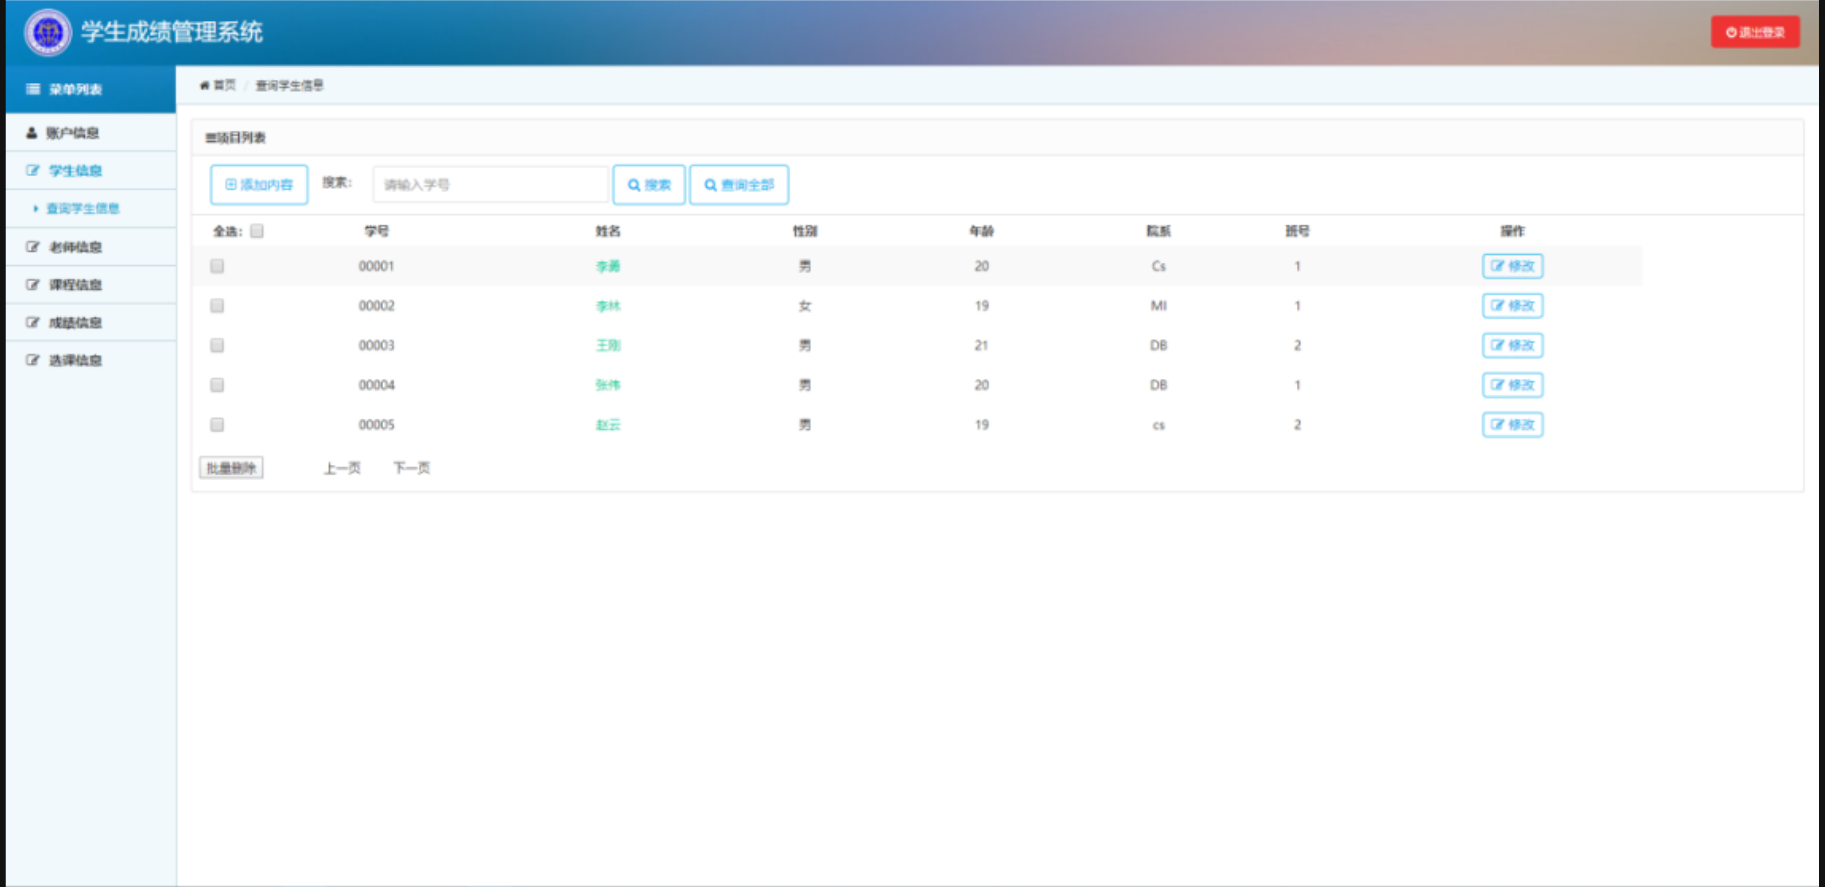 学生成绩管理系统
退出登录
菜单列表
首页 / 查询学生信息
账户信息
项目列表
学生信息
添加内容 搜索： 请输入学号 搜索 查询全部
查询学生信息
全选： 学号 姓名 性别 年龄 院系 班号 操作
老师信息
00001 李勇 男 20 Cs 1 修改
课程信息
00002 李林 女 19 MI 1 修改
成绩信息
00003 王刚 男 21 DB 2 修改
选课信息
00004 张伟 男 20 DB 1 修改
00005 赵云 男 19 cs 2 修改
批量删除 上一页 下一页